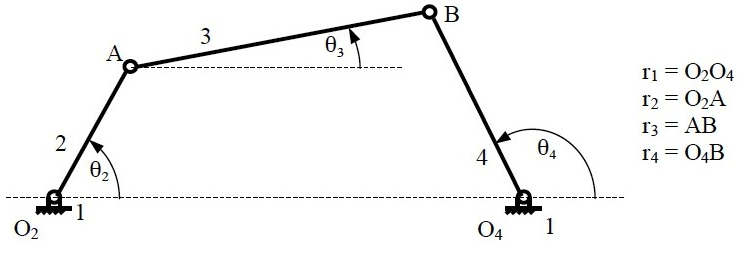 B
3
A
θ3
r1 = O2O4
r2 = O2A
r3 = AB
r4 = O4B
2
θ2
4
θ4
1
O2
O4
1